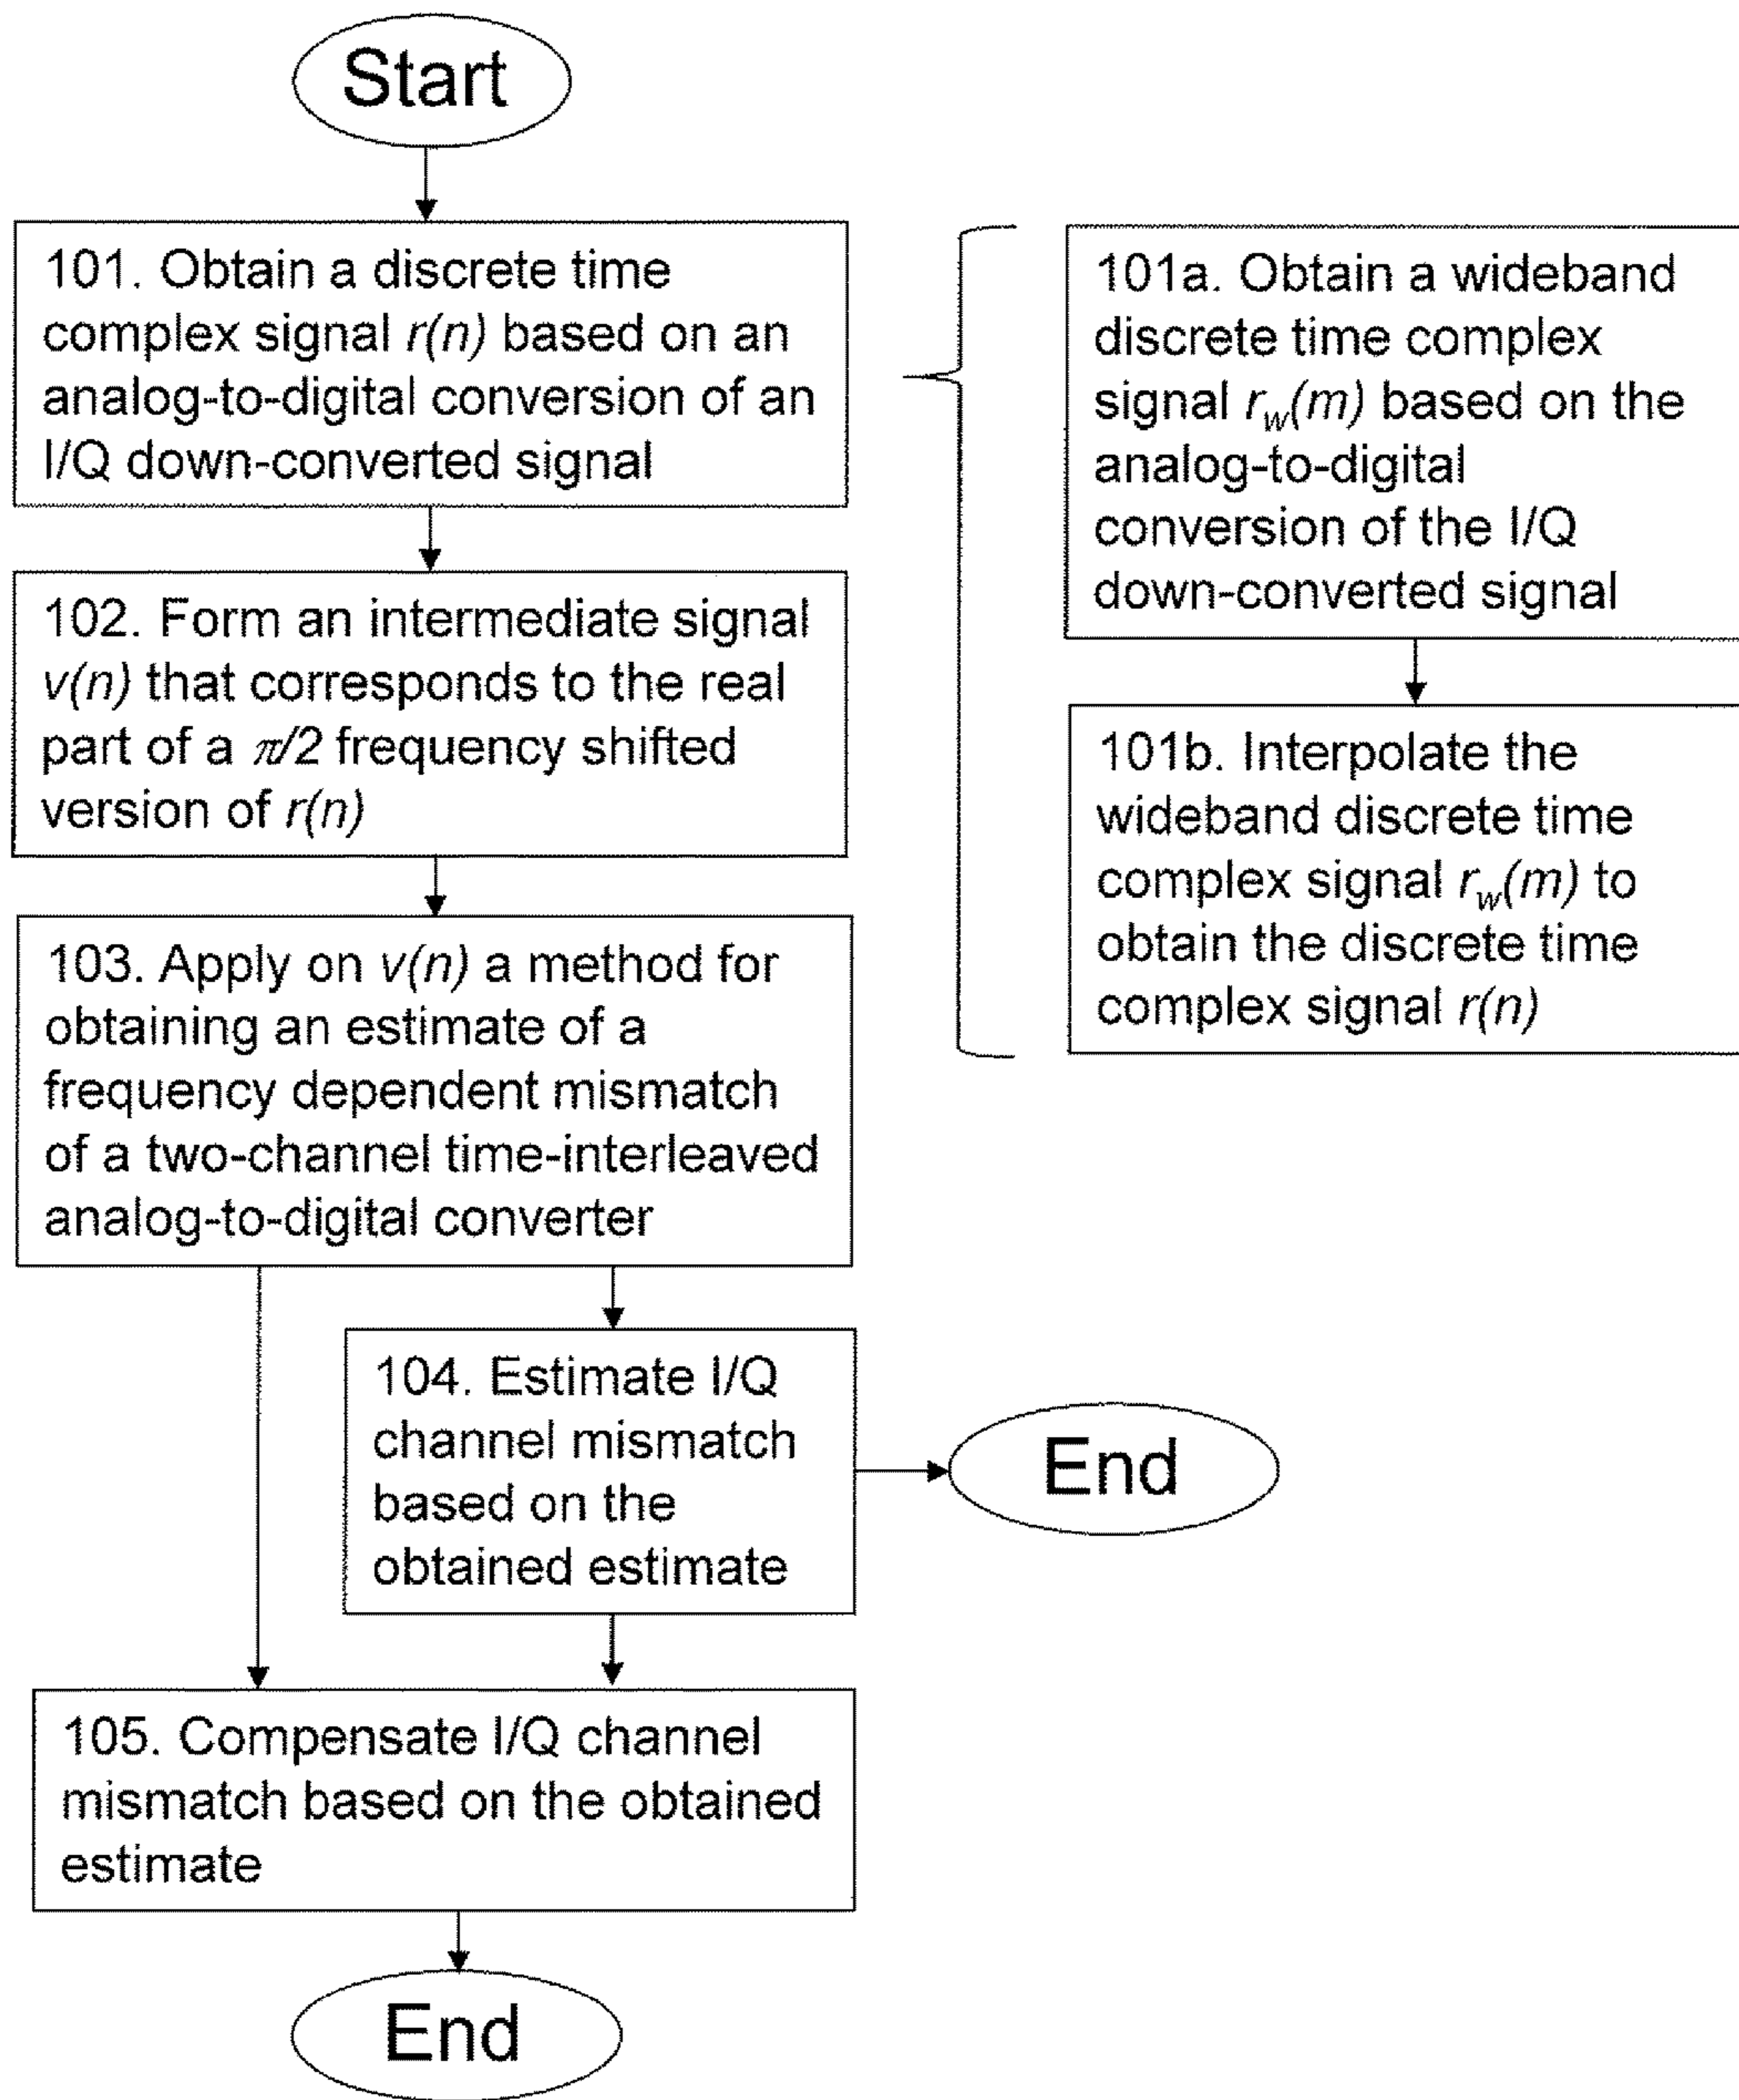 Start
101. Obtain a discrete time
complex signal r(n) based on an
analog-to-digital conversion of an
I/Q down-converted signal
102. Form an intermediate signal
v(n) that corresponds to the real
part of a π/2 frequency shifted
version of r(n)
103. Apply on v(n) a method for
obtaining an estimate of a
frequency dependent mismatch
of a two-channel time-interleaved
analog-to-digital converter
104. Estimate I/Q
channel mismatch
based on the
obtained estimate
End
105. Compensate I/Q channel
mismatch based on the obtained
estimate
End
101a. Obtain a wideband
discrete time complex
signal r_w(m) based on the
analog-to-digital
conversion of the I/Q
down-converted signal
101b. Interpolate the
wideband discrete time
complex signal r_w(m) to
obtain the discrete time
complex signal r(n)